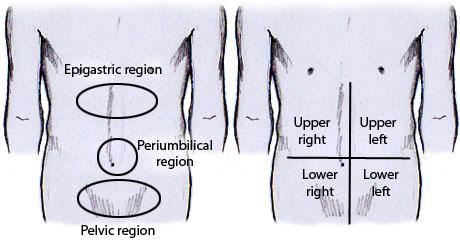 Epigastric region
Periumbilical
region
Pelvic region
Upper
right
Upper
left
Lower
right
Lower
left